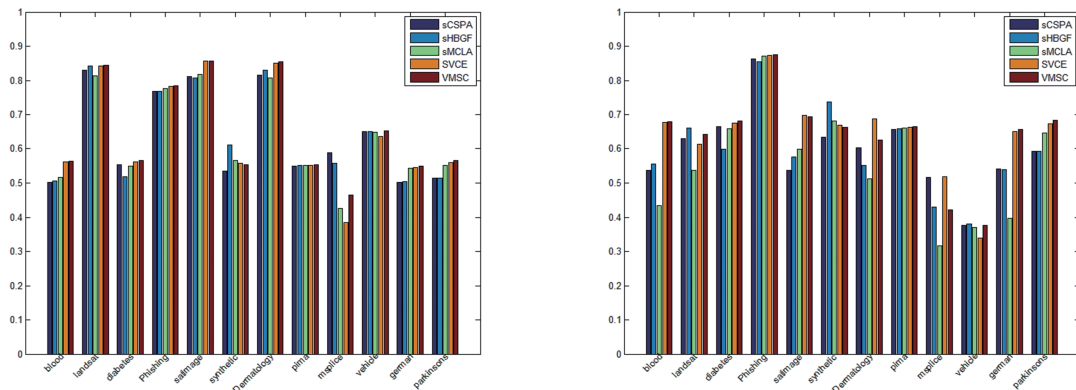 1
0.9
0.8
0.7
0.6
0.5
0.4
0.3
0.2
0.1
0
sCSPA
sHBGF
sMCLA
SVCE
VMSC
blood
landsat
diabetes
Phishing
satimage
synthetic
Dermatology
pima
msplice
vehicle
german
parkinsons
1
0.9
0.8
0.7
0.6
0.5
0.4
0.3
0.2
0.1
0
sCSPA
sHBGF
sMCLA
SVCE
VMSC
blood
landsat
diabetes
Phishing
satimage
synthetic
Dermatology
pima
msplice
vehicle
german
parkinsons